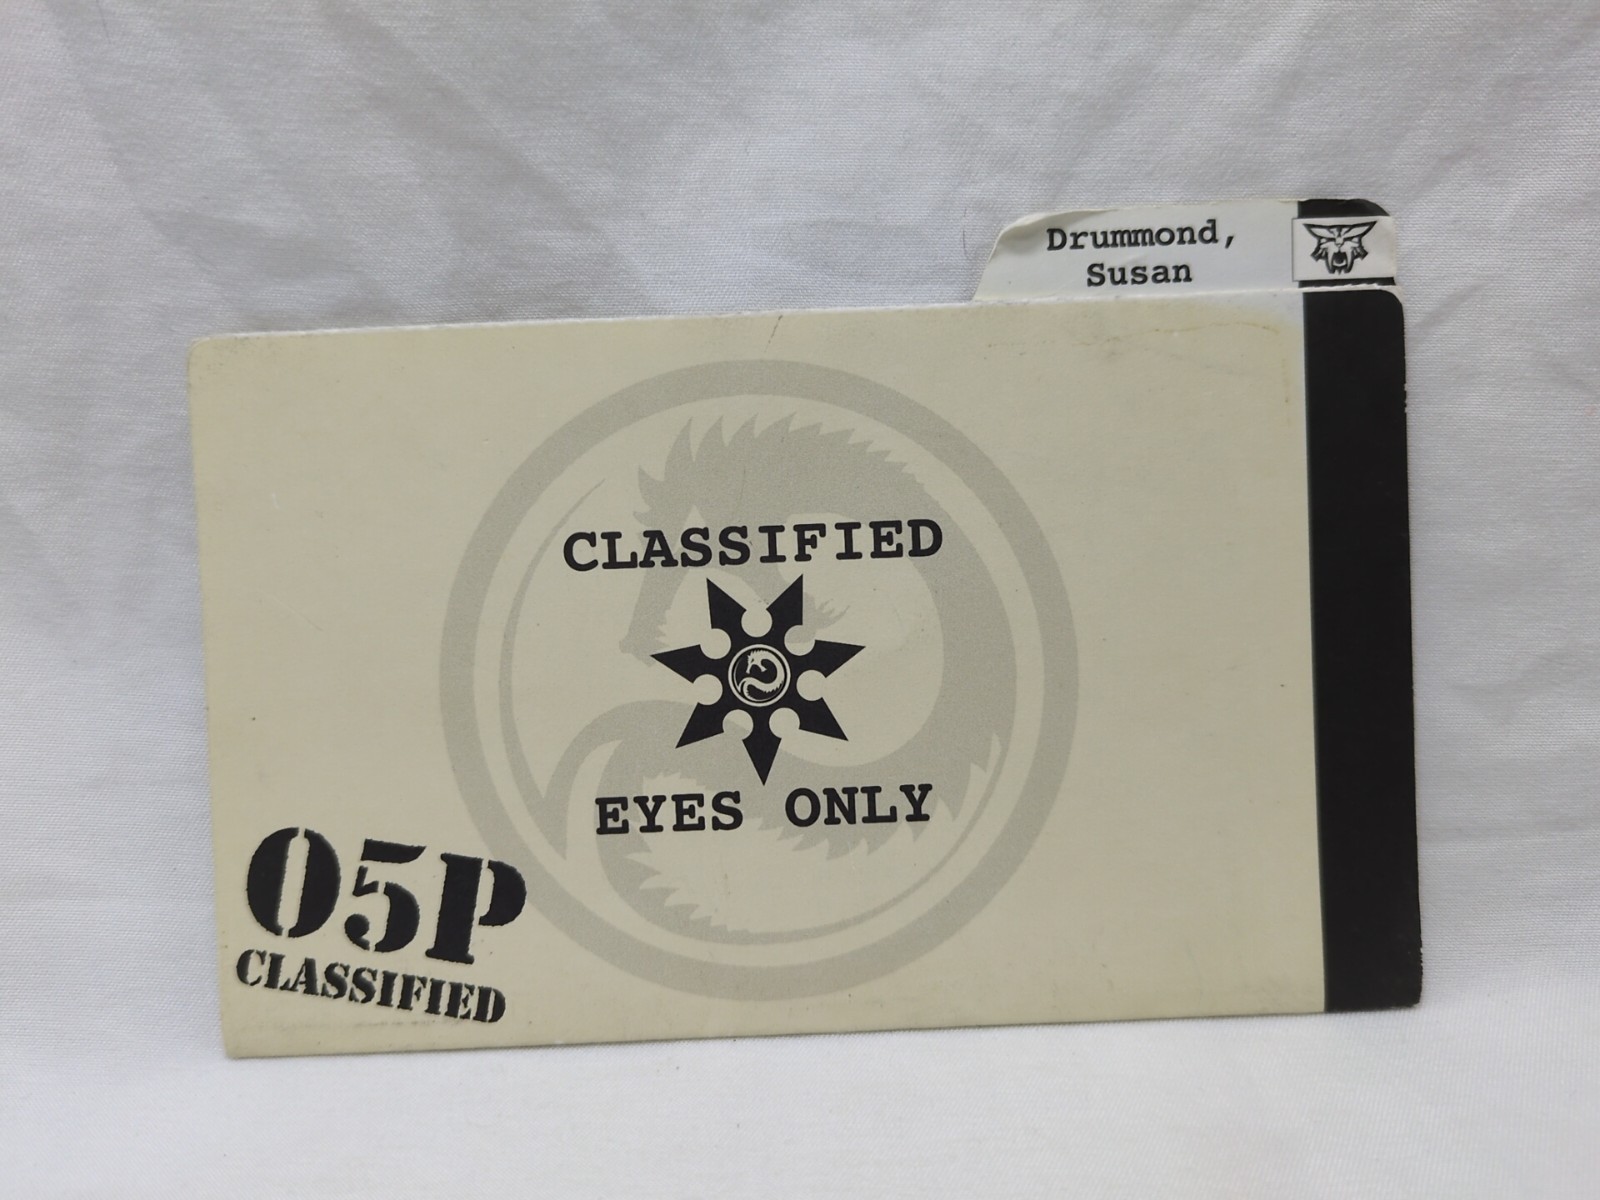 Drummond,
Susan
CLASSIFIED
EYES ONLY
05P
CLASSIFIED